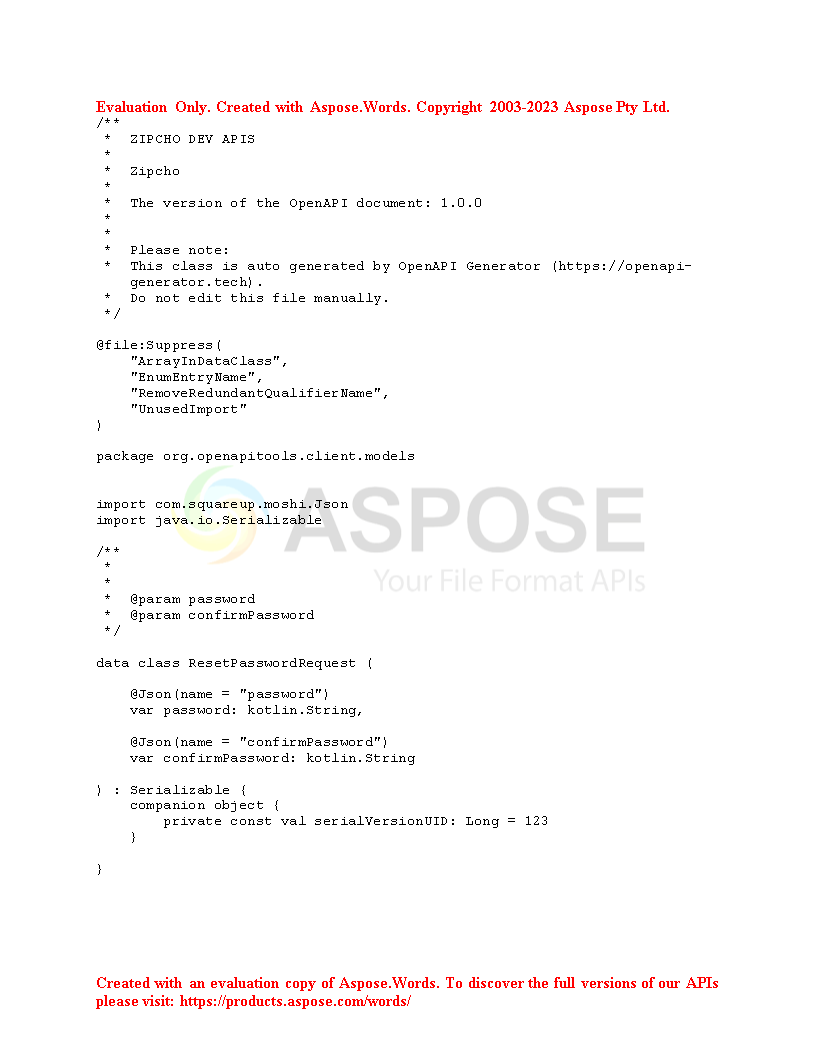 Evaluation Only. Created with Aspose.Words. Copyright 2003-2023 Aspose Pty Ltd.
/**
 *  ZIPCHO DEV APIS
 *
 *  Zipcho
 *
 *  The version of the OpenAPI document: 1.0.0
 *
 *
 *  Please note:
 *  This class is auto generated by OpenAPI Generator (https://openapi-
    generator.tech).
 *  Do not edit this file manually.
 */
@file:Suppress(
    "ArrayInDataClass",
    "EnumEntryName",
    "RemoveRedundantQualifierName",
    "UnusedImport"
)
package org.openapitools.client.models
import com.squareup.moshi.Json
import java.io.Serializable
ASPOSE
Your File Format APIs
/**
 *
 *
 *  @param password
 *  @param confirmPassword
 */
data class ResetPasswordRequest (
    @Json(name = "password")
    var password: kotlin.String,
    @Json(name = "confirmPassword")
    var confirmPassword: kotlin.String
) : Serializable {
    companion object {
        private const val serialVersionUID: Long = 123
    }
}
Created with an evaluation copy of Aspose.Words. To discover the full versions of our APIs
please visit: https://products.aspose.com/words/